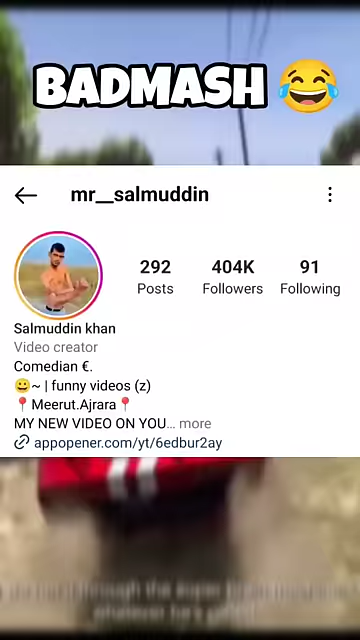 BADMASH 😂
mr__salmuddin
292 404K 91
Posts Followers Following
Salmuddin khan
Video creator
Comedian €.
😀~ | funny videos (z)
📍Meerut.Ajrara📍
MY NEW VIDEO ON YOU... more
appopener.com/yt/6edbur2ay